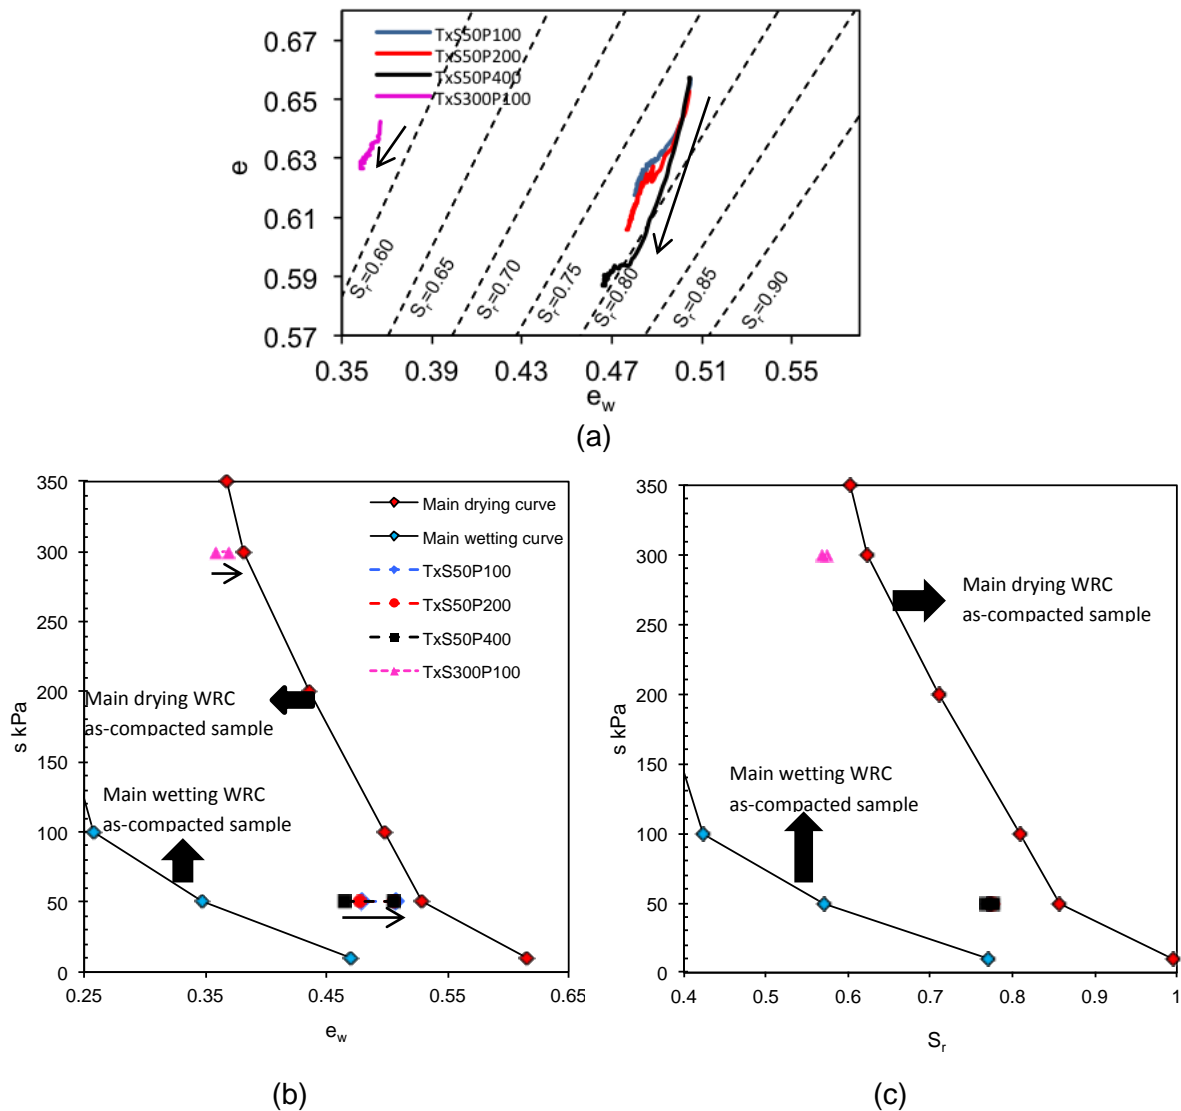 TxS50P100
TxS50P200
TxS50P400
TxS300P100
0.67
0.65
0.63
0.61
0.59
0.57
e
Sr=0.60
Sr=0.65
Sr=0.70
Sr=0.75
Sr=0.80
Sr=0.85
Sr=0.90
0.35 0.39 0.43 0.47 0.51 0.55
ew
(a)
350
300
250
200
150
100
50
0
s kPa
Main drying curve
Main wetting curve
TxS50P100
TxS50P200
TxS50P400
TxS300P100
Main drying WRC
as-compacted sample
Main wetting WRC
as-compacted sample
0.25 0.35 0.45 0.55 0.65
ew
(b)
350
300
250
200
150
100
50
0
s kPa
Main drying WRC
as-compacted sample
Main wetting WRC
as-compacted sample
0.4 0.5 0.6 0.7 0.8 0.9 1
Sr
(c)